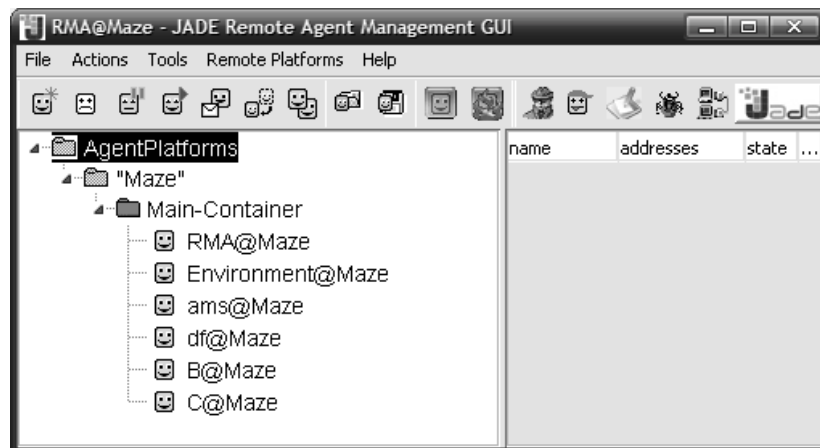 RMA@Maze - JADE Remote Agent Management GUI
File Actions Tools Remote Platforms Help
Jade
AgentPlatforms
name addresses state ...
"Maze"
Main-Container
RMA@Maze
Environment@Maze
ams@Maze
df@Maze
B@Maze
C@Maze